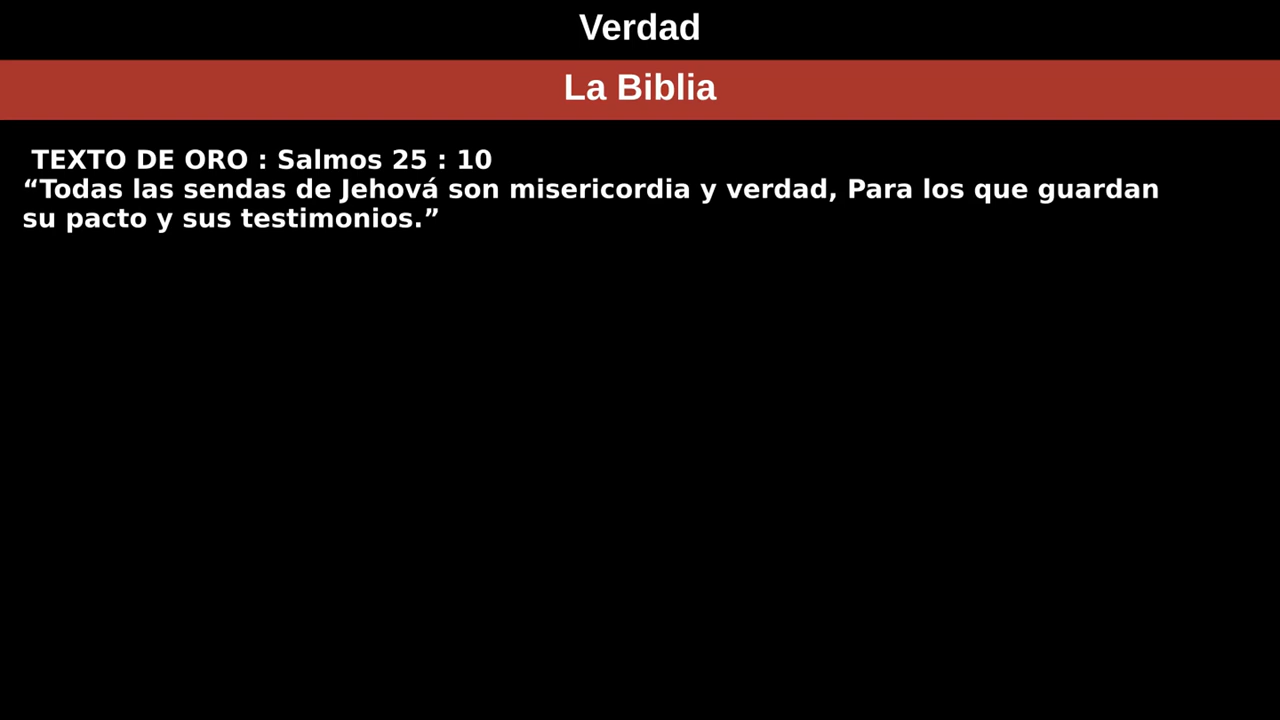 Verdad
La Biblia
TEXTO DE ORO : Salmos 25 : 10
“Todas las sendas de Jehová son misericordia y verdad, Para los que guardan
su pacto y sus testimonios.”